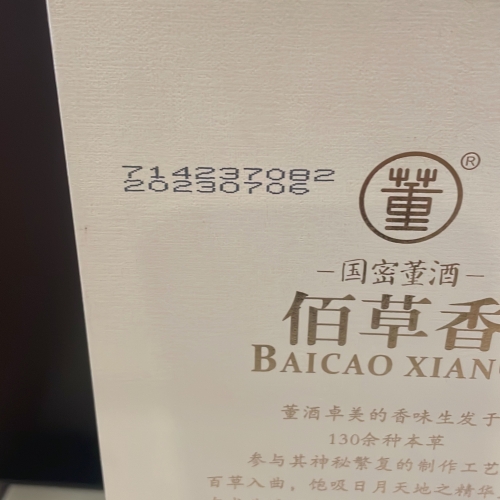 714237082
20230706
董®
国密董酒
佰草香
BAICAO XIANG
董酒卓美的香味生发于
130余种本草
参与其神秘繁复的制作工艺
百草入曲，饱吸日月天地之精华